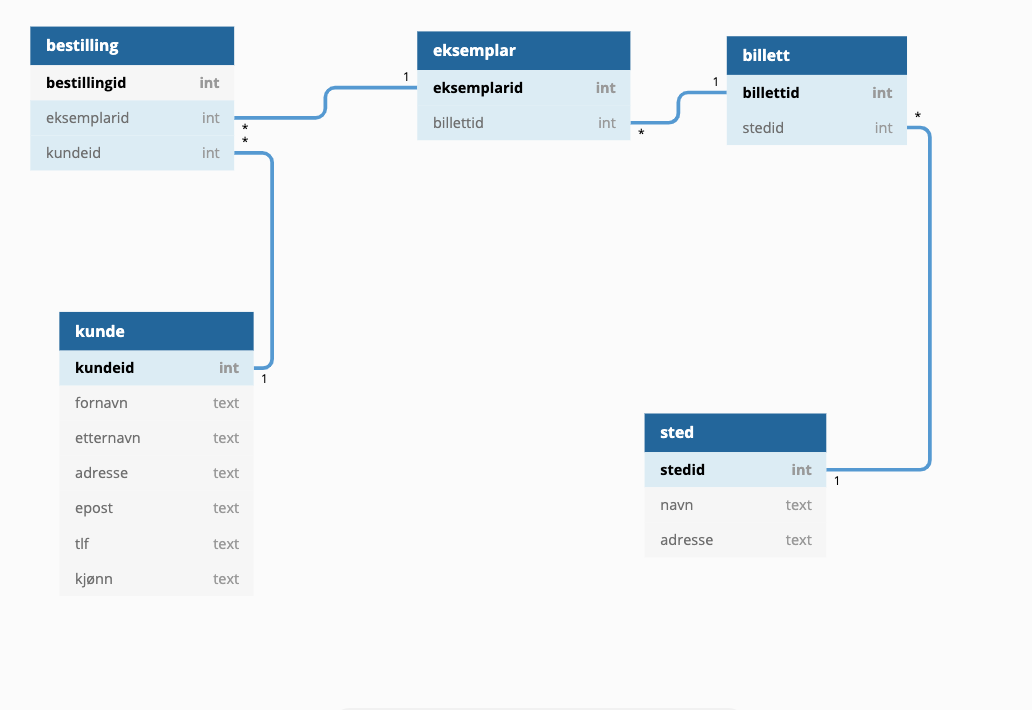 bestilling
bestillingid int
eksemplarid int
*
*
kundeid int
1
eksemplar
eksemplarid int
billettid int
*
1
billett
billettid int
stedid int
*
kunde
kundeid int
1
fornavn text
etternavn text
adresse text
epost text
tlf text
kjønn text
sted
stedid int
1
navn text
adresse text